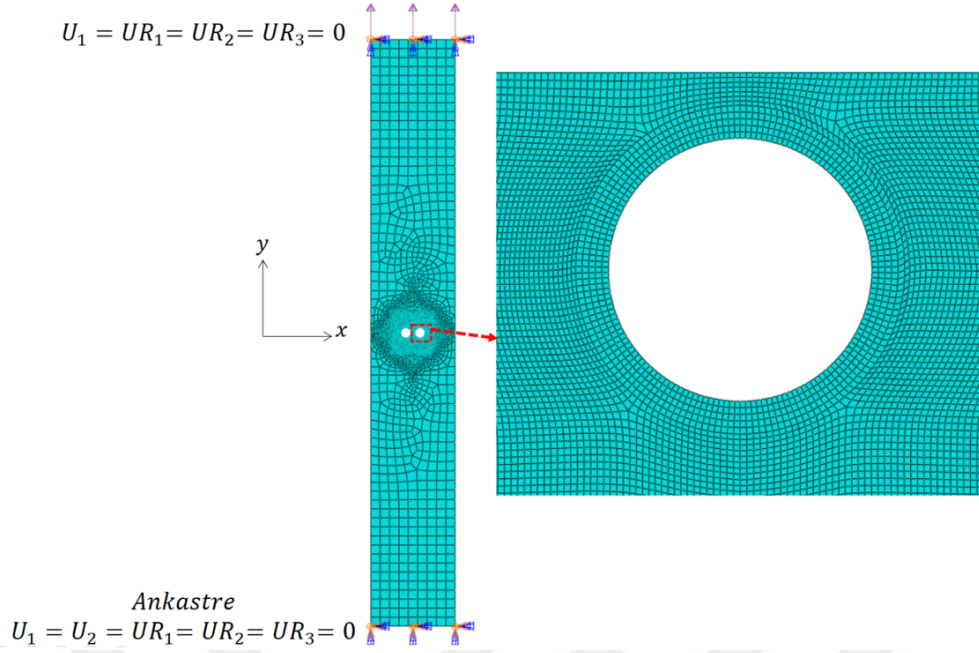 U₁ = UR₁= UR₂= UR₃= 0
y
x
Ankastre
U₁ = U₂ = UR₁= UR₂= UR₃= 0